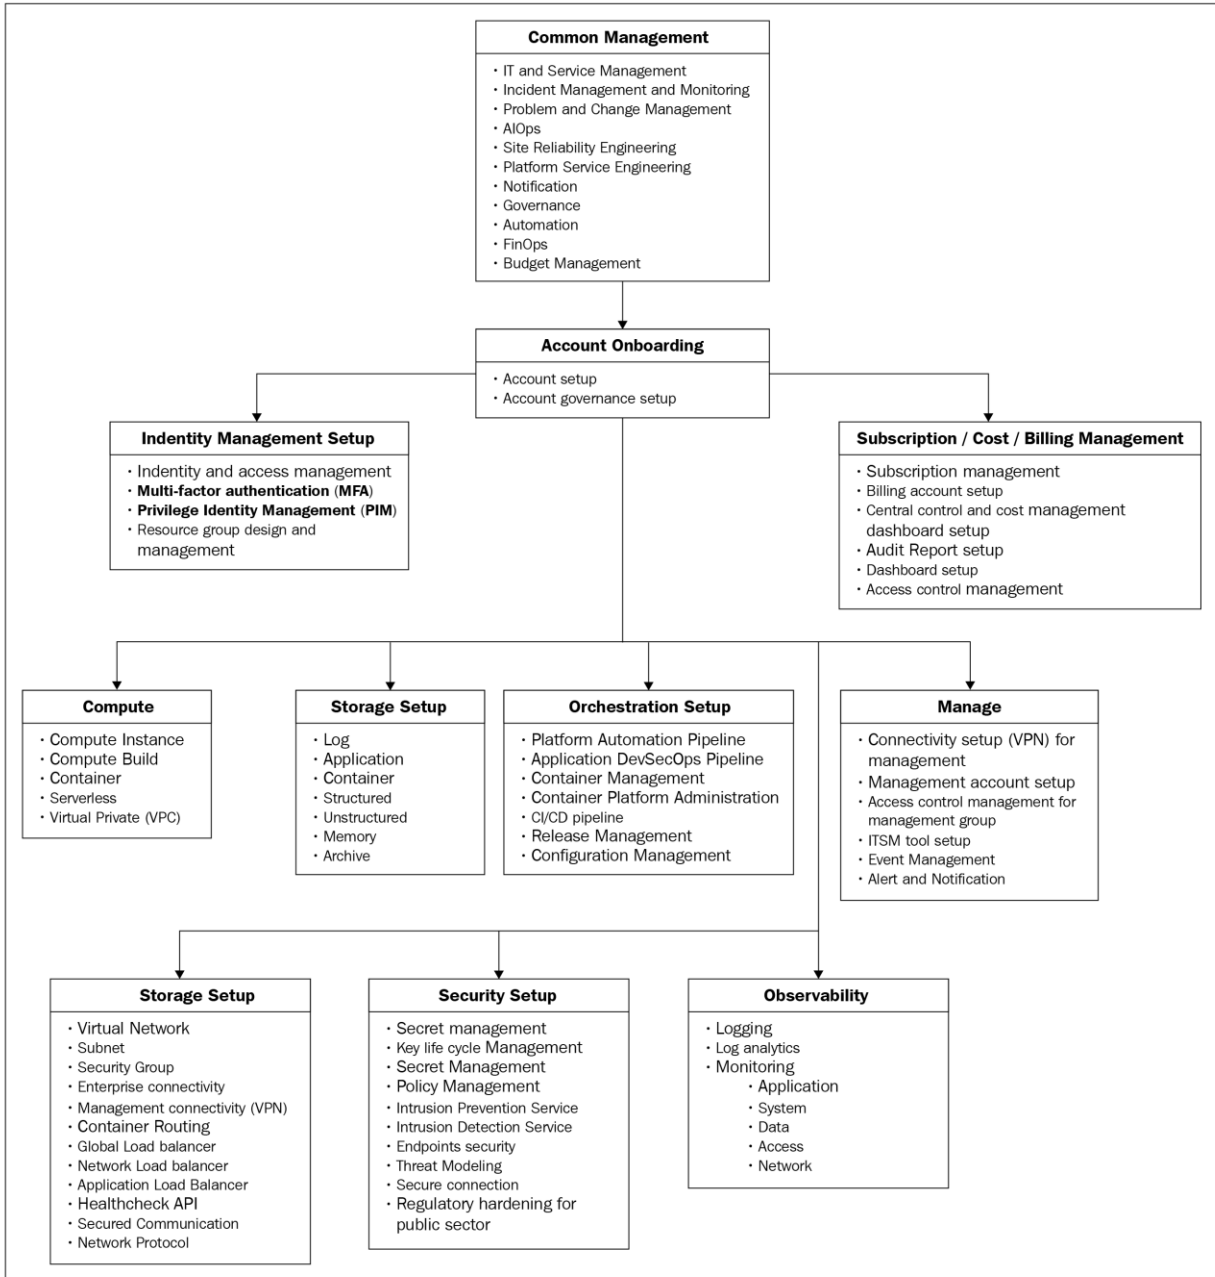 Common Management
· IT and Service Management
· Incident Management and Monitoring
· Problem and Change Management
· AIOps
· Site Reliability Engineering
· Platform Service Engineering
· Notification
· Governance
· Automation
· FinOps
· Budget Management
Account Onboarding
· Account setup
· Account governance setup
Indentity Management Setup
· Indentity and access management
· Multi-factor authentication (MFA)
· Privilege Identity Management (PIM)
· Resource group design and
management
Subscription / Cost / Billing Management
· Subscription management
· Billing account setup
· Central control and cost management
dashboard setup
· Audit Report setup
· Dashboard setup
· Access control management
Compute
· Compute Instance
· Compute Build
· Container
· Serverless
· Virtual Private (VPC)
Storage Setup
· Log
· Application
· Container
· Structured
· Unstructured
· Memory
· Archive
Orchestration Setup
· Platform Automation Pipeline
· Application DevSecOps Pipeline
· Container Management
· Container Platform Administration
· CI/CD pipeline
· Release Management
· Configuration Management
Manage
· Connectivity setup (VPN) for
management
· Management account setup
· Access control management for
management group
· ITSM tool setup
· Event Management
· Alert and Notification
Storage Setup
· Virtual Network
· Subnet
· Security Group
· Enterprise connectivity
· Management connectivity (VPN)
· Container Routing
· Global Load balancer
· Network Load balancer
· Application Load Balancer
· Healthcheck API
· Secured Communication
· Network Protocol
Security Setup
· Secret management
· Key life cycle Management
· Secret Management
· Policy Management
· Intrusion Prevention Service
· Intrusion Detection Service
· Endpoints security
· Threat Modeling
· Secure connection
· Regulatory hardening for
public sector
Observability
· Logging
· Log analytics
· Monitoring
· Application
· System
· Data
· Access
· Network